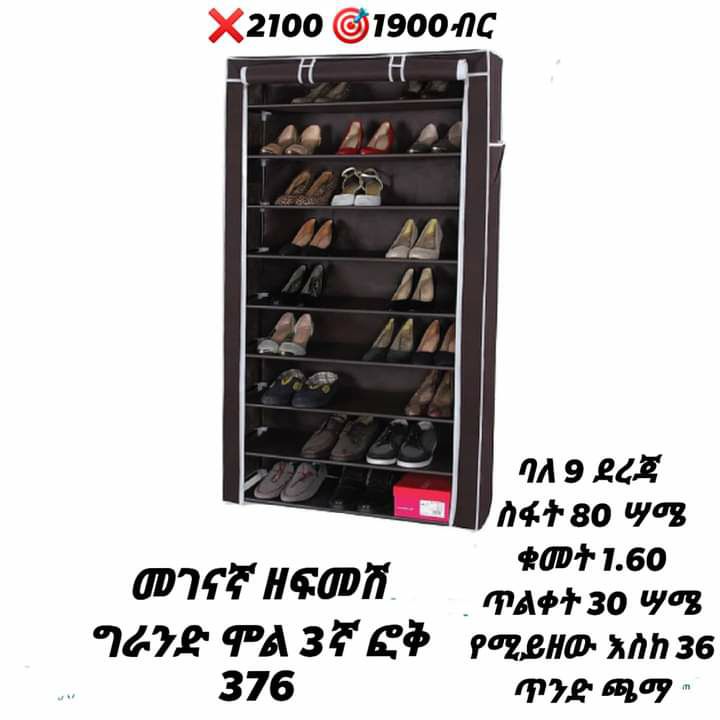 ❌2100 🎯1900ብር
ባለ 9 ደረጃ
ስፋት 80 ሣሜ
ቁመት 1.60
ጥልቀት 30 ሣሜ
የሚይዘው እስከ 36
ጥንድ ጫማ
መገናኛ ዘፍመሽ
ግራንድ ሞል 3ኛ ፎቅ
376